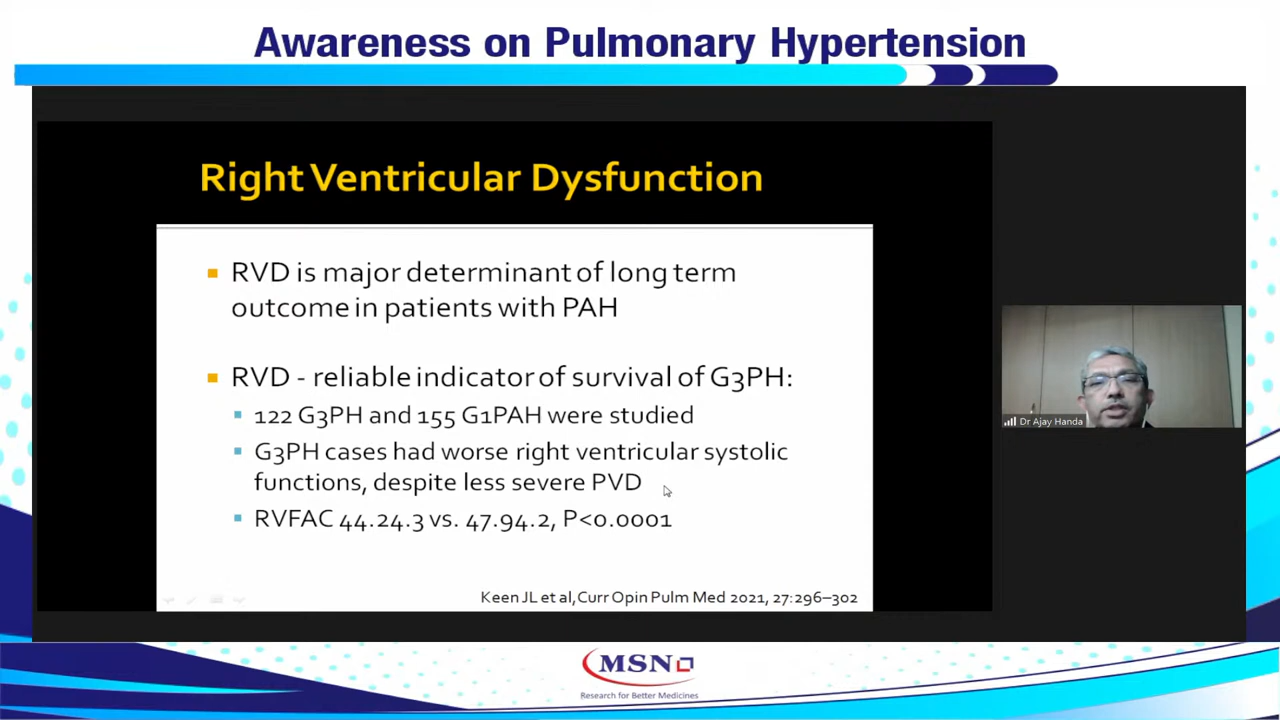 Awareness on Pulmonary Hypertension
Right Ventricular Dysfunction
RVD is major determinant of long term
outcome in patients with PAH
RVD - reliable indicator of survival of G3PH:
122 G3PH and 155 G1PAH were studied
G3PH cases had worse right ventricular systolic
functions, despite less severe PVD
RVFAC 44.24.3 vs. 47.94.2, P<0.0001
Keen JL et al,Curr Opin Pulm Med 2021, 27:296–302
Dr Ajay Handa
MSN
Research for Better Medicines